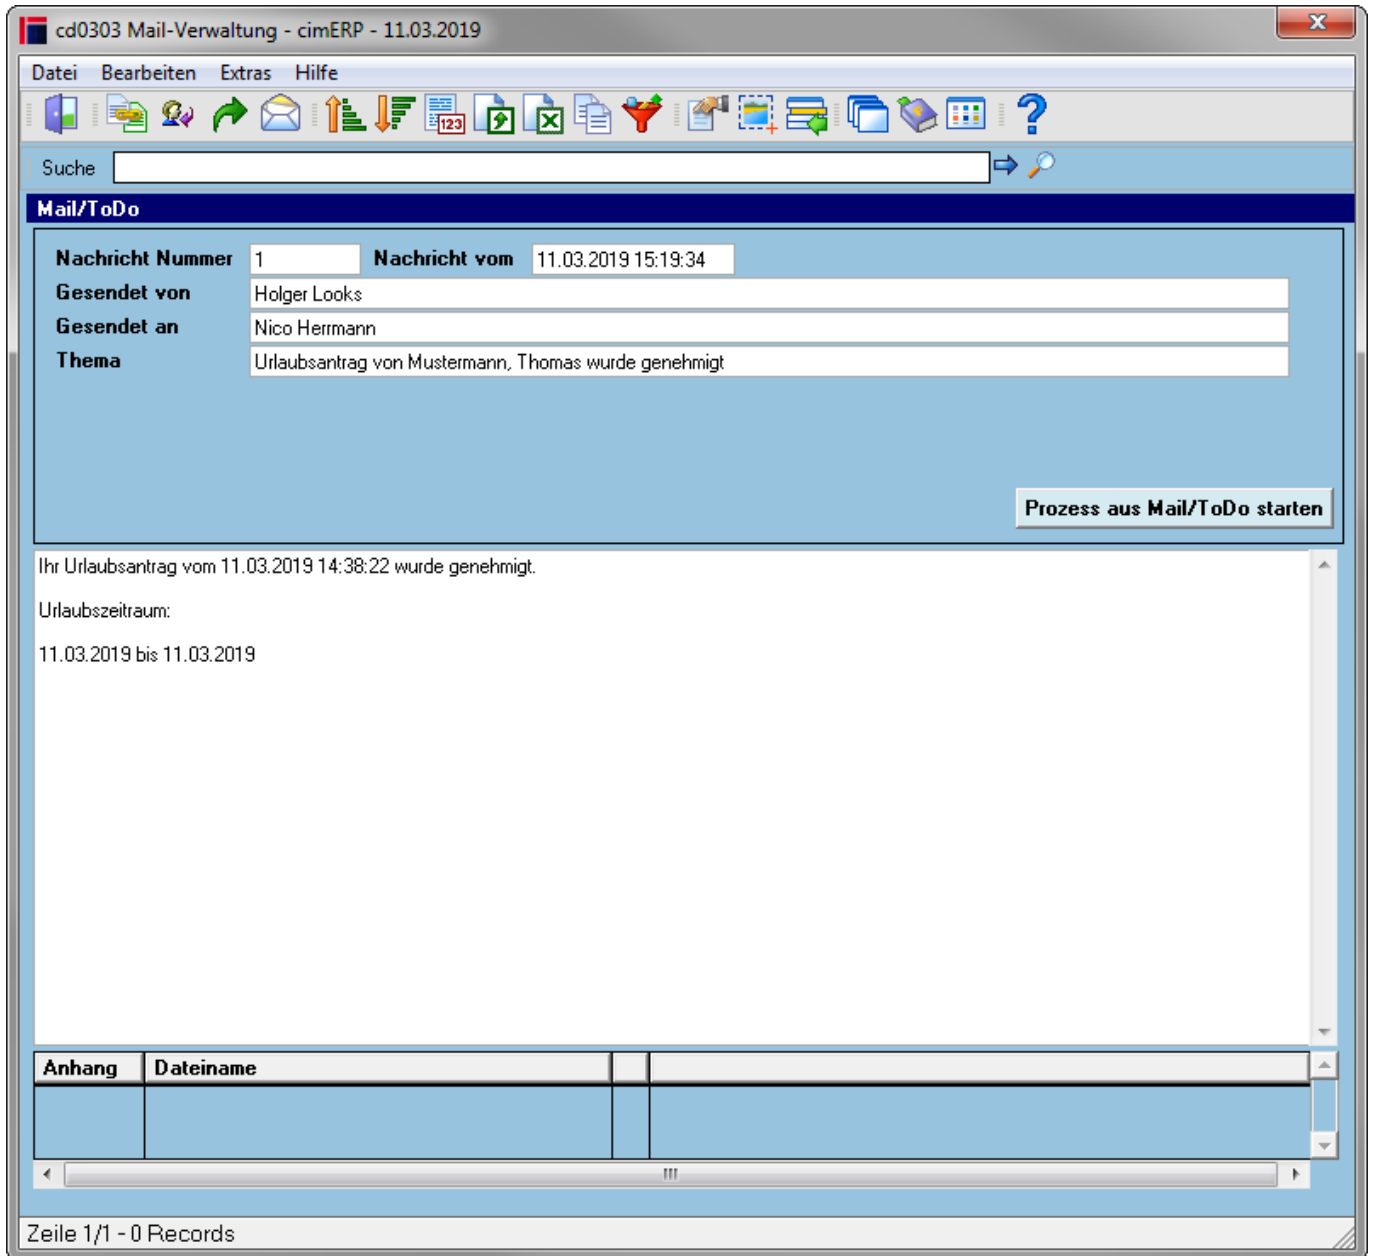 cd0303 Mail-Verwaltung - cimERP - 11.03.2019
Datei Bearbeiten Extras Hilfe
123
Suche
Mail/ToDo
Nachricht Nummer 1 Nachricht vom 11.03.2019 15:19:34
Gesendet von Holger Looks
Gesendet an Nico Herrmann
Thema Urlaubsantrag von Mustermann, Thomas wurde genehmigt
Prozess aus Mail/ToDo starten
Ihr Urlaubsantrag vom 11.03.2019 14:38:22 wurde genehmigt.
Urlaubszeitraum:
11.03.2019 bis 11.03.2019
Anhang Dateiname
Zeile 1/1 - 0 Records